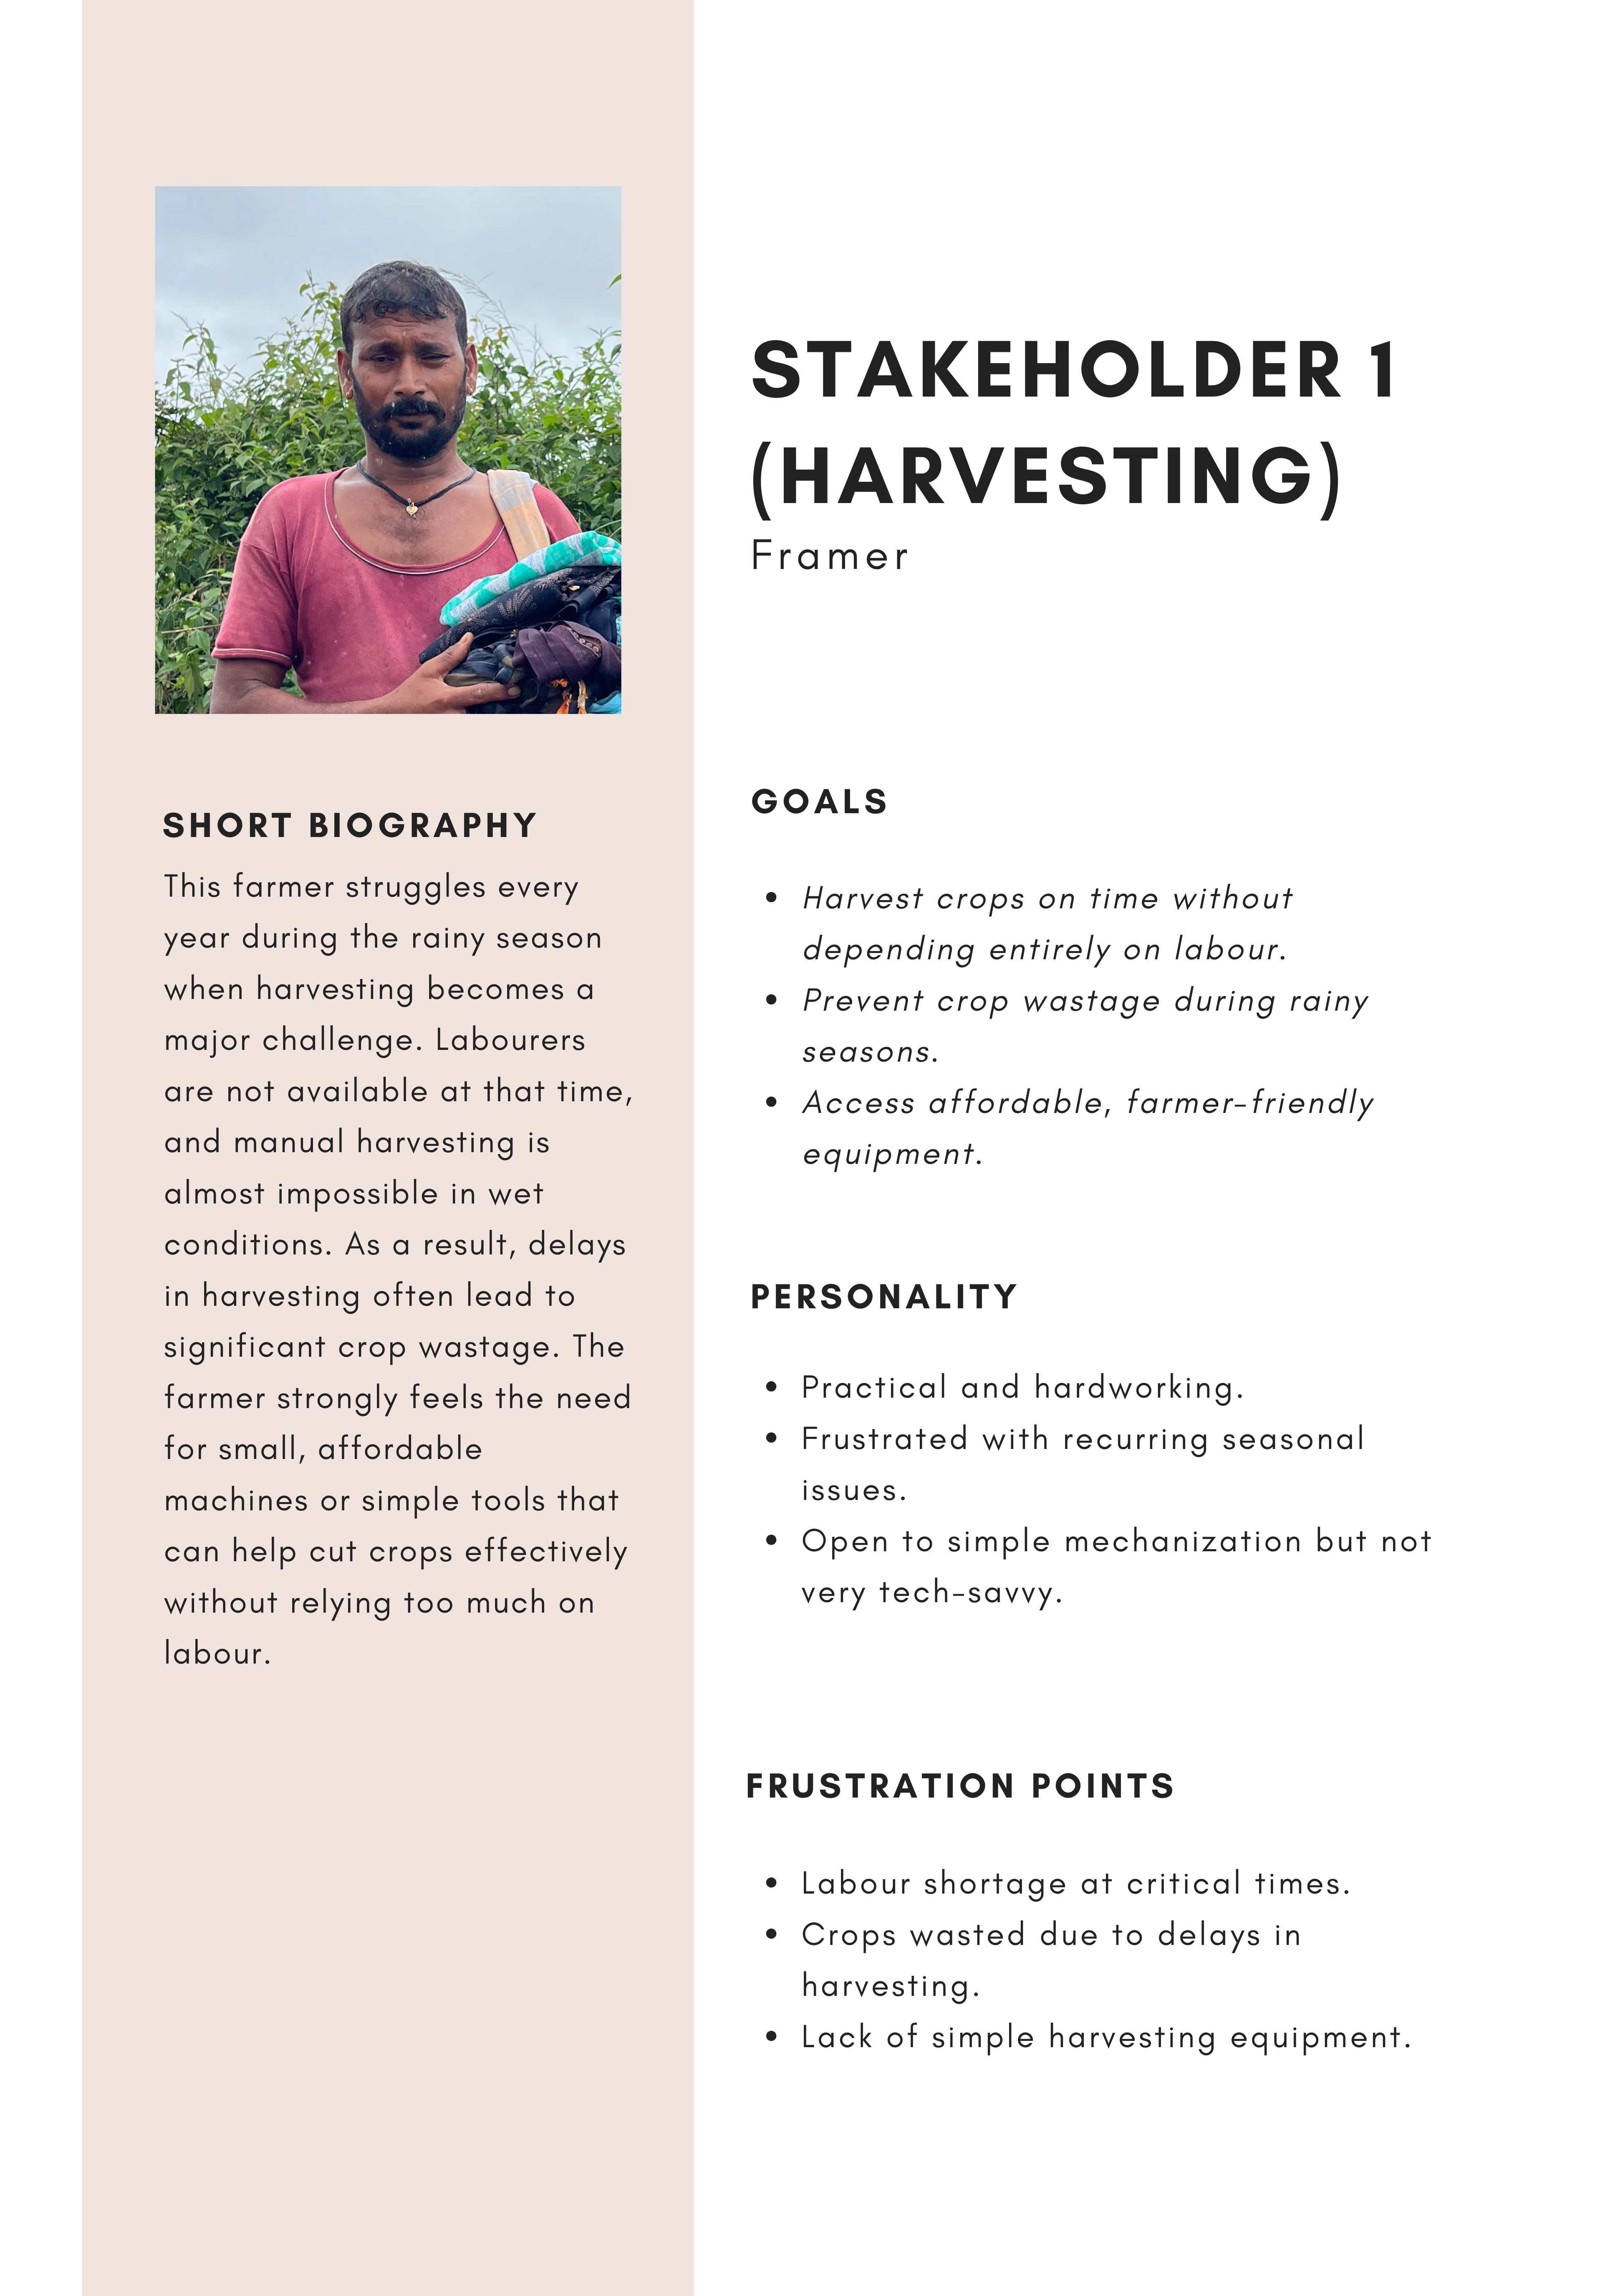 STAKEHOLDER 1
(HARVESTING)
Framer
SHORT BIOGRAPHY
This farmer struggles every
year during the rainy season
when harvesting becomes a
major challenge. Labourers
are not available at that time,
and manual harvesting is
almost impossible in wet
conditions. As a result, delays
in harvesting often lead to
significant crop wastage. The
farmer strongly feels the need
for small, affordable
machines or simple tools that
can help cut crops effectively
without relying too much on
labour.
GOALS
• Harvest crops on time without
depending entirely on labour.
• Prevent crop wastage during rainy
seasons.
• Access affordable, farmer-friendly
equipment.
PERSONALITY
• Practical and hardworking.
• Frustrated with recurring seasonal
issues.
• Open to simple mechanization but not
very tech-savvy.
FRUSTRATION POINTS
• Labour shortage at critical times.
• Crops wasted due to delays in
harvesting.
• Lack of simple harvesting equipment.